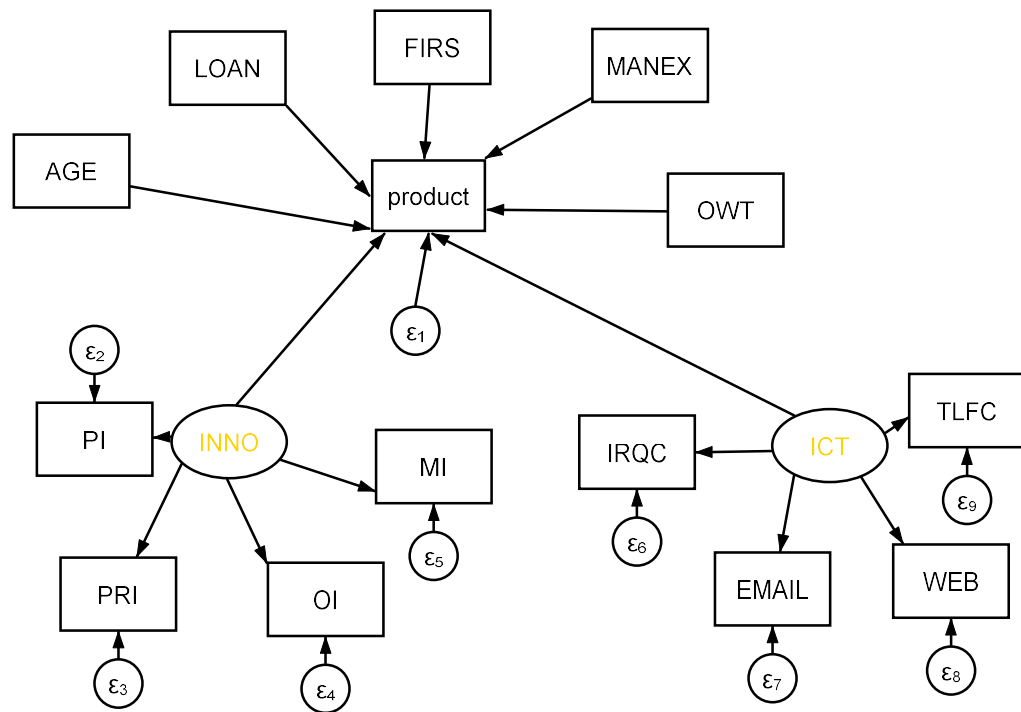 FIRS
MANEX
LOAN
AGE
product
OWT
ε1
ε2
TLFC
PI
INNO
MI
IRQC
ICT
ε9
ε6
ε5
PRI
OI
EMAIL
WEB
ε3
ε4
ε7
ε8